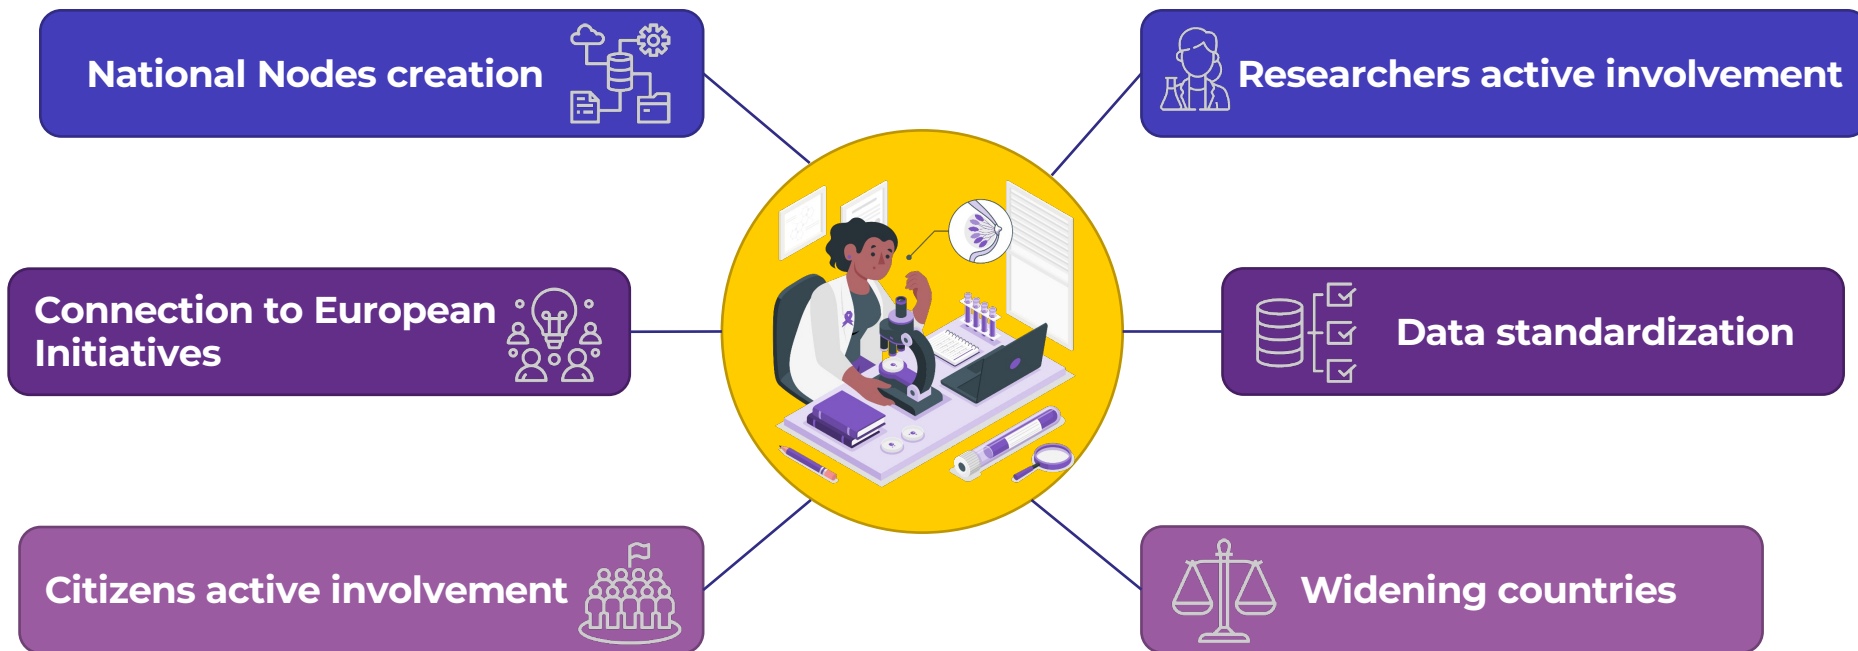 National Nodes creation
Researchers active involvement
Connection to European
Initiatives
Data standardization
Citizens active involvement
Widening countries